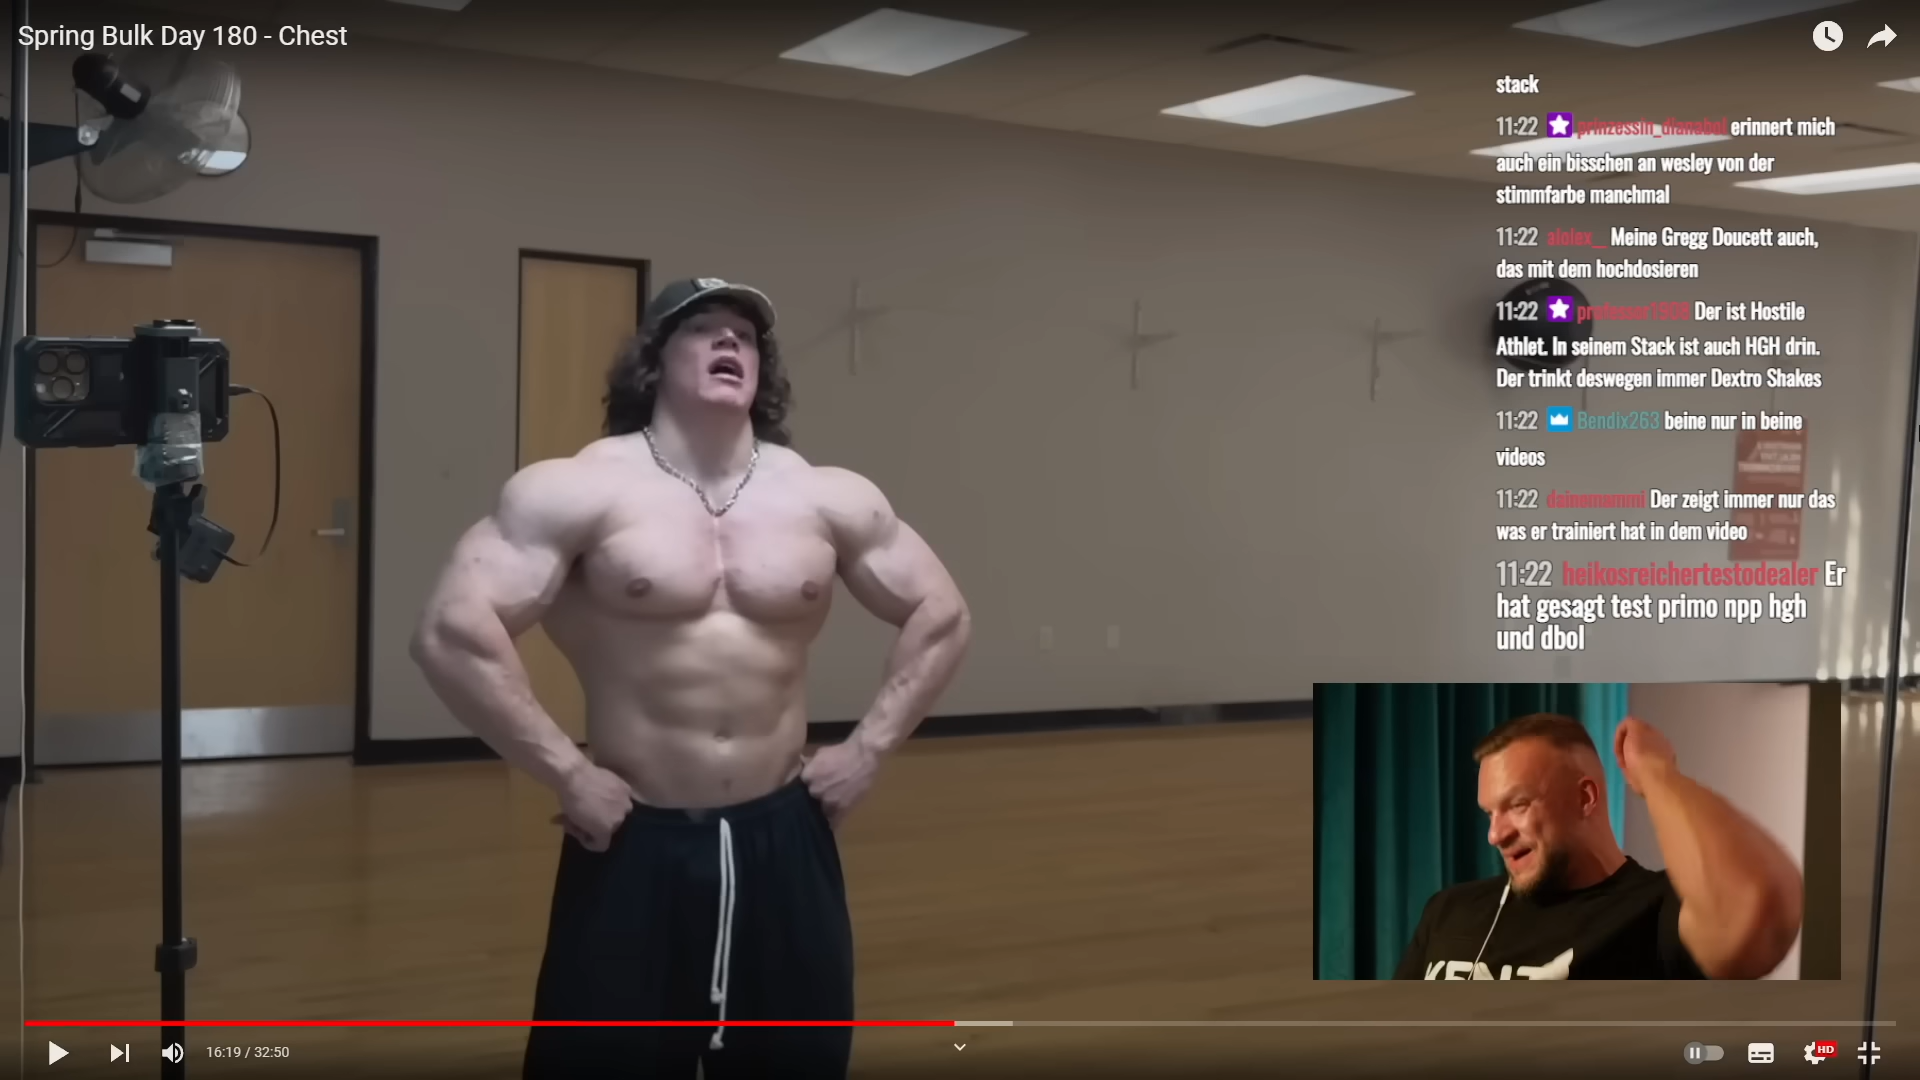 Spring Bulk Day 180 - Chest
stack
11:22 prinzessin_dianabol erinnert mich
auch ein bisschen an wesley von der
stimmfarbe manchmal
11:22 alolex__ Meine Gregg Doucett auch,
das mit dem hochdosieren
11:22 professor1908 Der ist Hostile
Athlet. In seinem Stack ist auch HGH drin.
Der trinkt deswegen immer Dextro Shakes
11:22 Bendix263 beine nur in beine
videos
11:22 Der zeigt immer nur das
was er trainiert hat in dem video
11:22 heikosreichertestodealer Er
hat gesagt test primo npp hgh
und dbol
16:19 / 32:50
HD